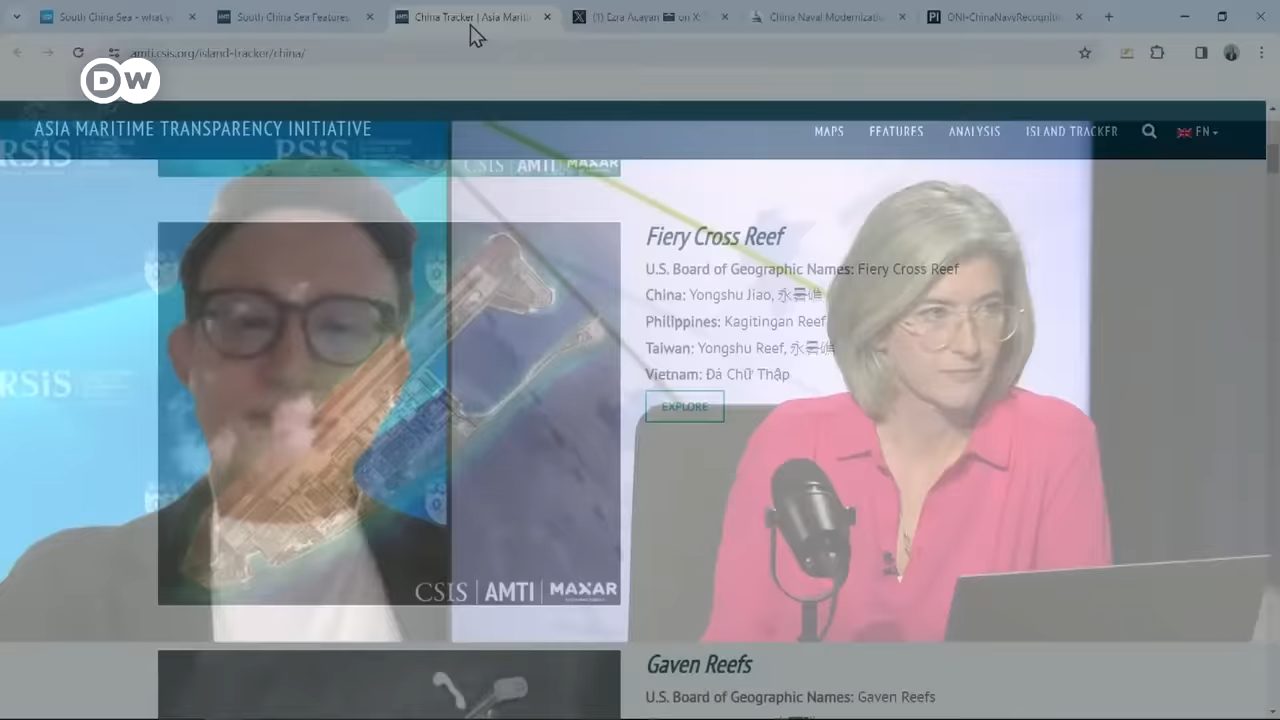 South China Sea - what y
South China Sea Features
China Tracker | Asia Mariti
(1) Ezra Acayan on X:
China Naval Modernizatio
ONI-ChinaNavyRecognitio
amti.csis.org/island-tracker/china/
DW
ASIA MARITIME TRANSPARENCY INITIATIVE
MAPS
FEATURES
ANALYSIS
ISLAND TRACKER
EN
RSiS
RSiS
CSIS | AMTI | MAXAR
Fiery Cross Reef
U.S. Board of Geographic Names: Fiery Cross Reef
China: Yongshu Jiao, 永暑礁
Philippines: Kagitingan Reef
Taiwan: Yongshu Reef, 永暑礁
Vietnam: Đá Chữ Thập
RSiS
EXPLORE
CSIS | AMTI | MAXAR
Gaven Reefs
U.S. Board of Geographic Names: Gaven Reefs